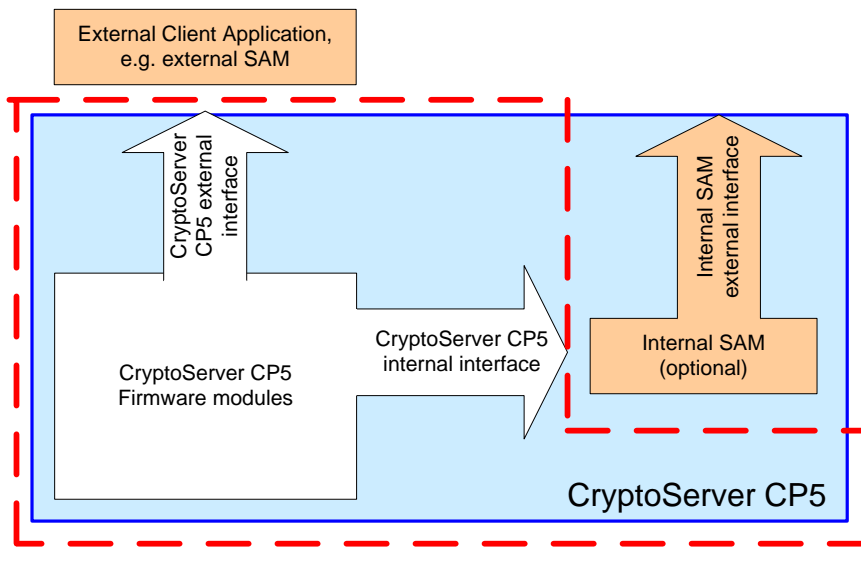 External Client Application,
e.g. external SAM
CryptoServer
CP5 external
interface
Internal SAM
external interface
CryptoServer CP5
internal interface
Internal SAM
(optional)
CryptoServer CP5
Firmware modules
CryptoServer CP5